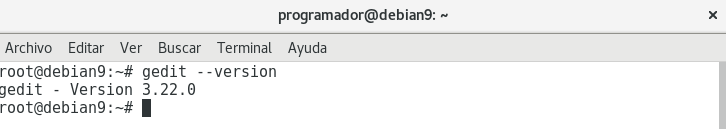 programador@debian9: ~
Archivo Editar Ver Buscar Terminal Ayuda
root@debian9:~# gedit --version
gedit - Version 3.22.0
root@debian9:~#